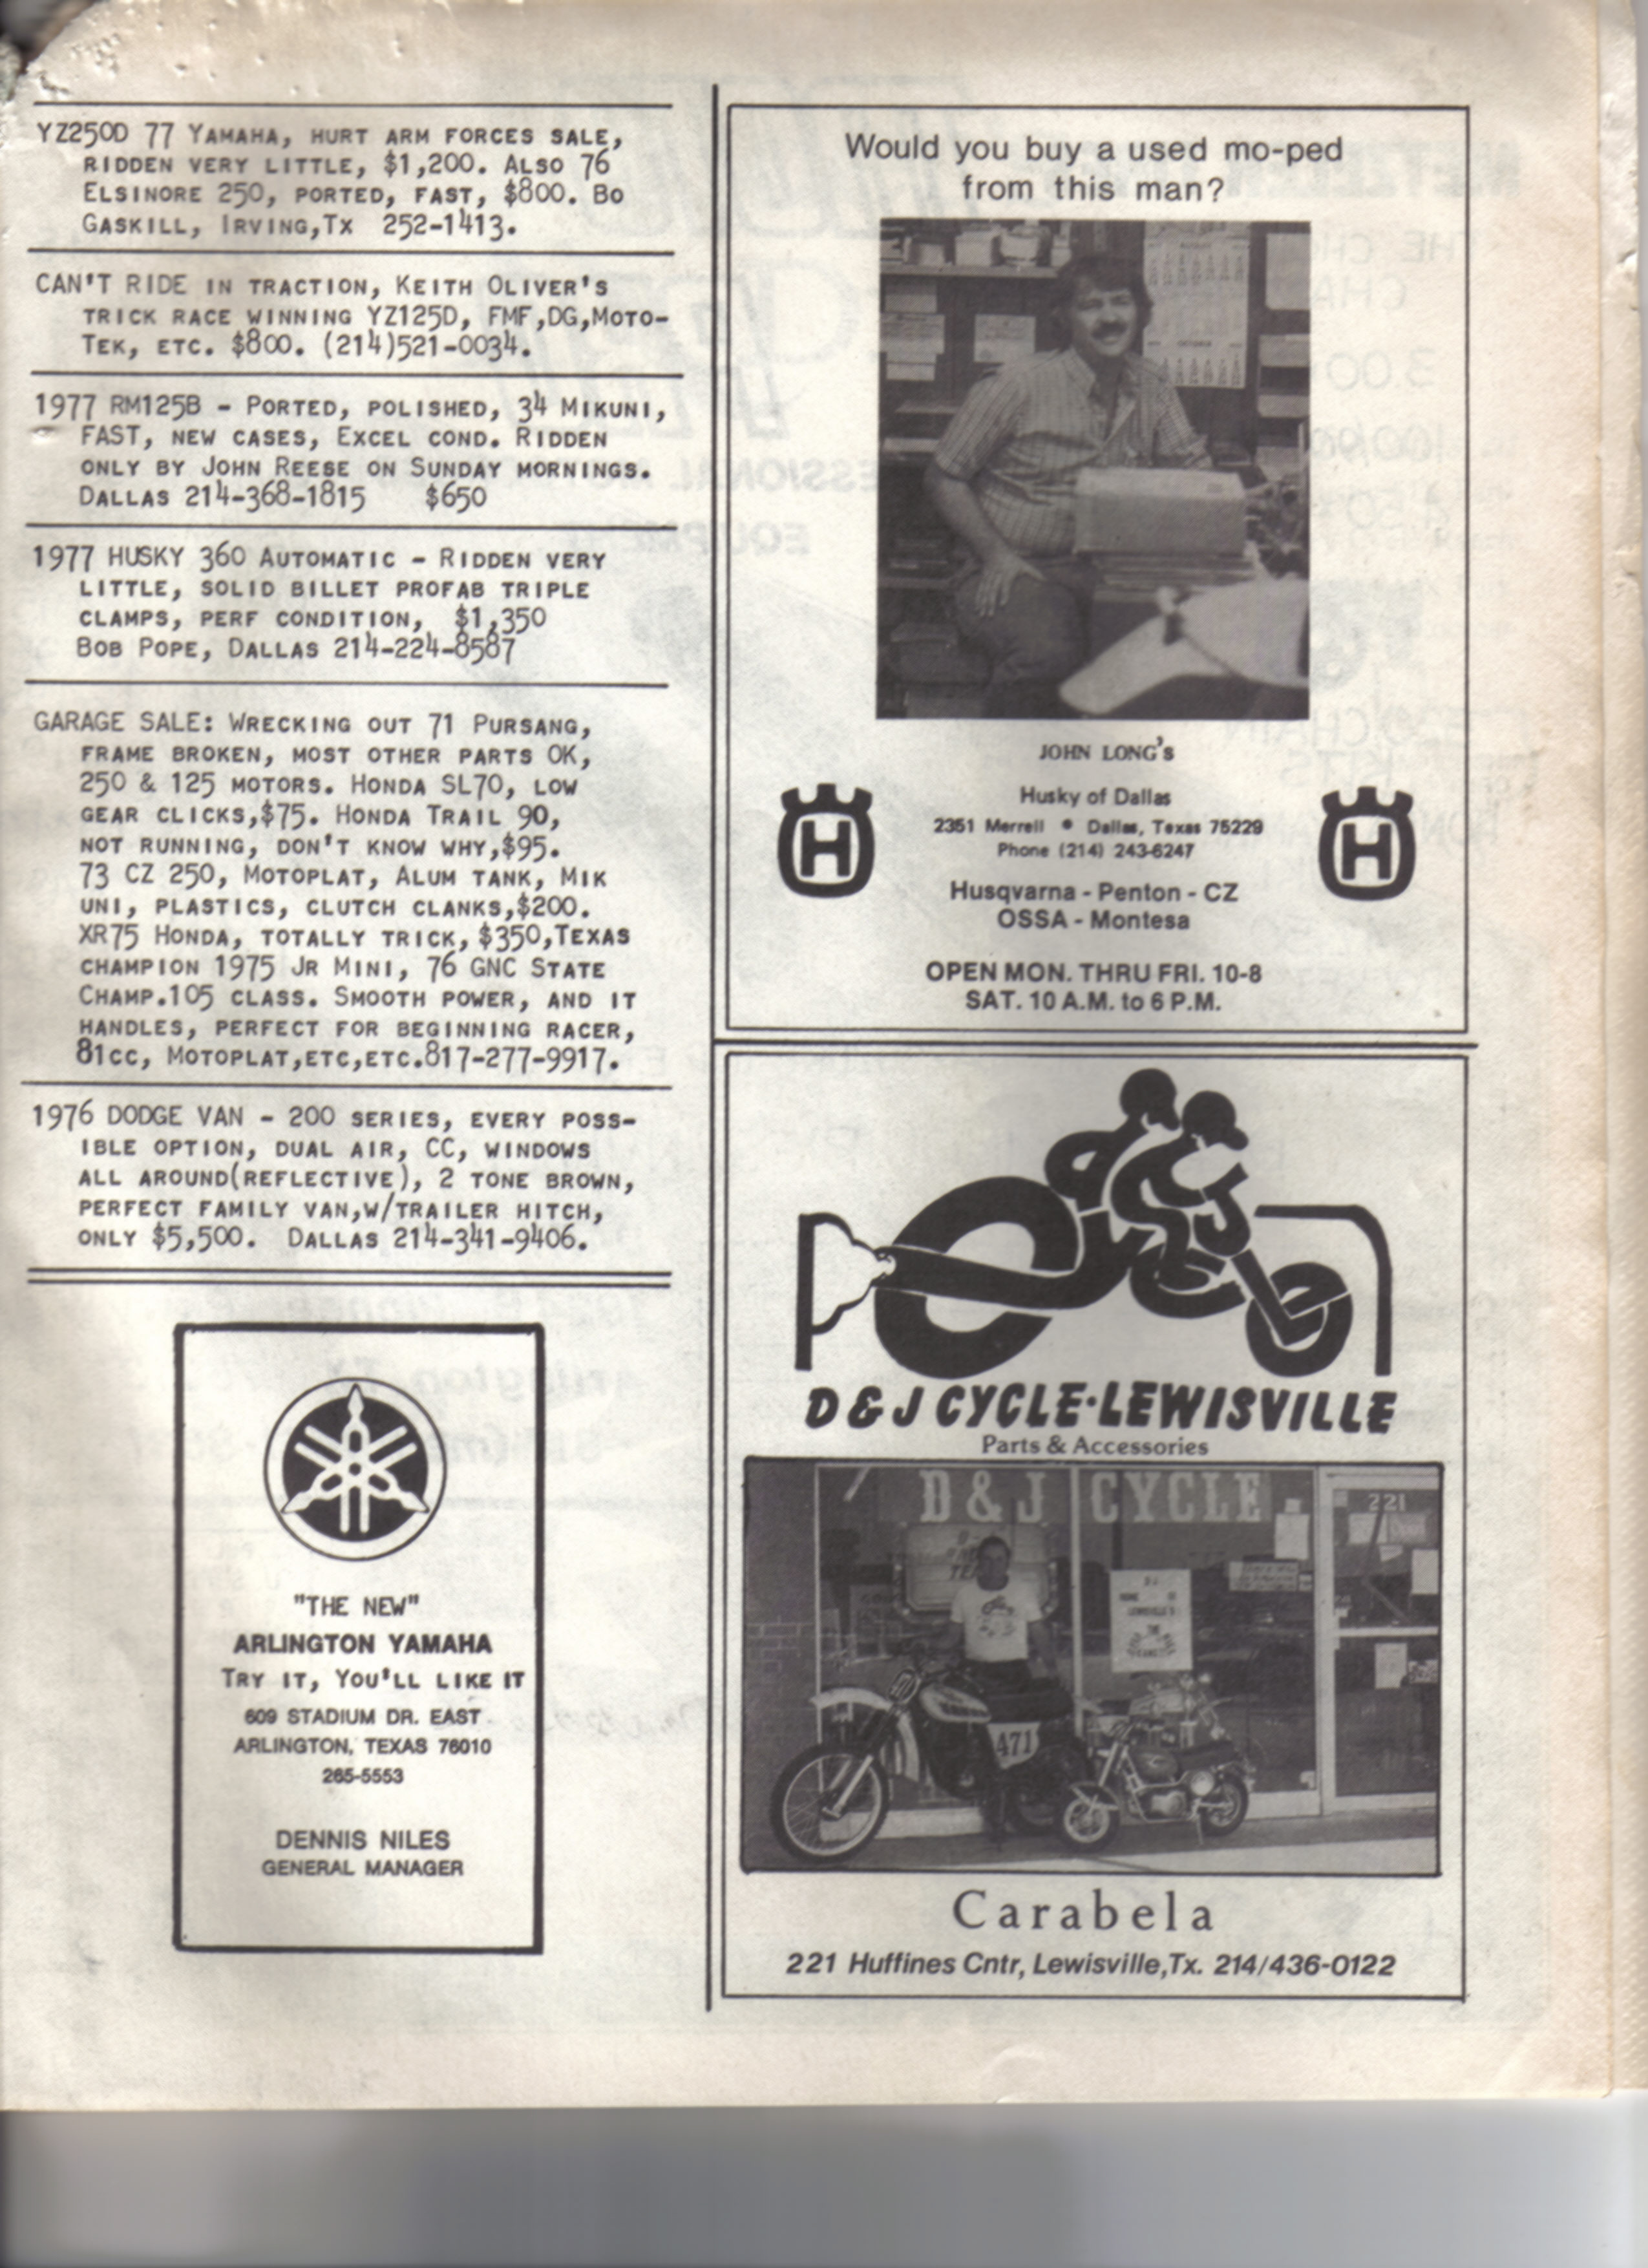 YZ250D 77 YAMAHA, HURT ARM FORCES SALE,
RIDDEN VERY LITTLE, $1,200. ALSO 76
ELSINORE 250, PORTED, FAST, $800. BO
GASKILL, IRVING,TX 252-1413.
CAN'T RIDE IN TRACTION, KEITH OLIVER'S
TRICK RACE WINNING YZ125D, FMF,DG,MOTO-
TEK, ETC. $800. (214)521-0034.
1977 RM125B - PORTED, POLISHED, 34 MIKUNI,
FAST, NEW CASES, EXCEL COND. RIDDEN
ONLY BY JOHN REESE ON SUNDAY MORNINGS.
DALLAS 214-368-1815 $650
1977 HUSKY 360 AUTOMATIC - RIDDEN VERY
LITTLE, SOLID BILLET PROFAB TRIPLE
CLAMPS, PERF CONDITION, $1,350
BOB POPE, DALLAS 214-224-8587
GARAGE SALE: WRECKING OUT 71 PURSANG,
FRAME BROKEN, MOST OTHER PARTS OK,
250 & 125 MOTORS. HONDA SL70, LOW
GEAR CLICKS,$75. HONDA TRAIL 90,
NOT RUNNING, DON'T KNOW WHY,$95.
73 CZ 250, MOTOPLAT, ALUM TANK, MIK
UNI, PLASTICS, CLUTCH CLANKS,$200.
XR75 HONDA, TOTALLY TRICK, $350,TEXAS
CHAMPION 1975 JR MINI, 76 GNC STATE
CHAMP.105 CLASS. SMOOTH POWER, AND IT
HANDLES, PERFECT FOR BEGINNING RACER,
81CC, MOTOPLAT,ETC,ETC.817-277-9917.
1976 DODGE VAN - 200 SERIES, EVERY POSS-
IBLE OPTION, DUAL AIR, CC, WINDOWS
ALL AROUND(REFLECTIVE), 2 TONE BROWN,
PERFECT FAMILY VAN,W/TRAILER HITCH,
ONLY $5,500. DALLAS 214-341-9406.
"THE NEW"
ARLINGTON YAMAHA
TRY IT, YOU'LL LIKE IT
609 STADIUM DR. EAST
ARLINGTON, TEXAS 76010
265-5553
DENNIS NILES
GENERAL MANAGER
Would you buy a used mo-ped
from this man?
JOHN LONG'S
H
H
Husky of Dallas
2351 Merrell • Dallas, Texas 75229
Phone (214) 243-6247
Husqvarna - Penton - CZ
OSSA - Montesa
OPEN MON. THRU FRI. 10-8
SAT. 10 A.M. to 6 P.M.
D & J CYCLE·LEWISVILLE
Parts & Accessories
D & J CYCLE
221
471
Carabela
221 Huffines Cntr, Lewisville,Tx. 214/436-0122